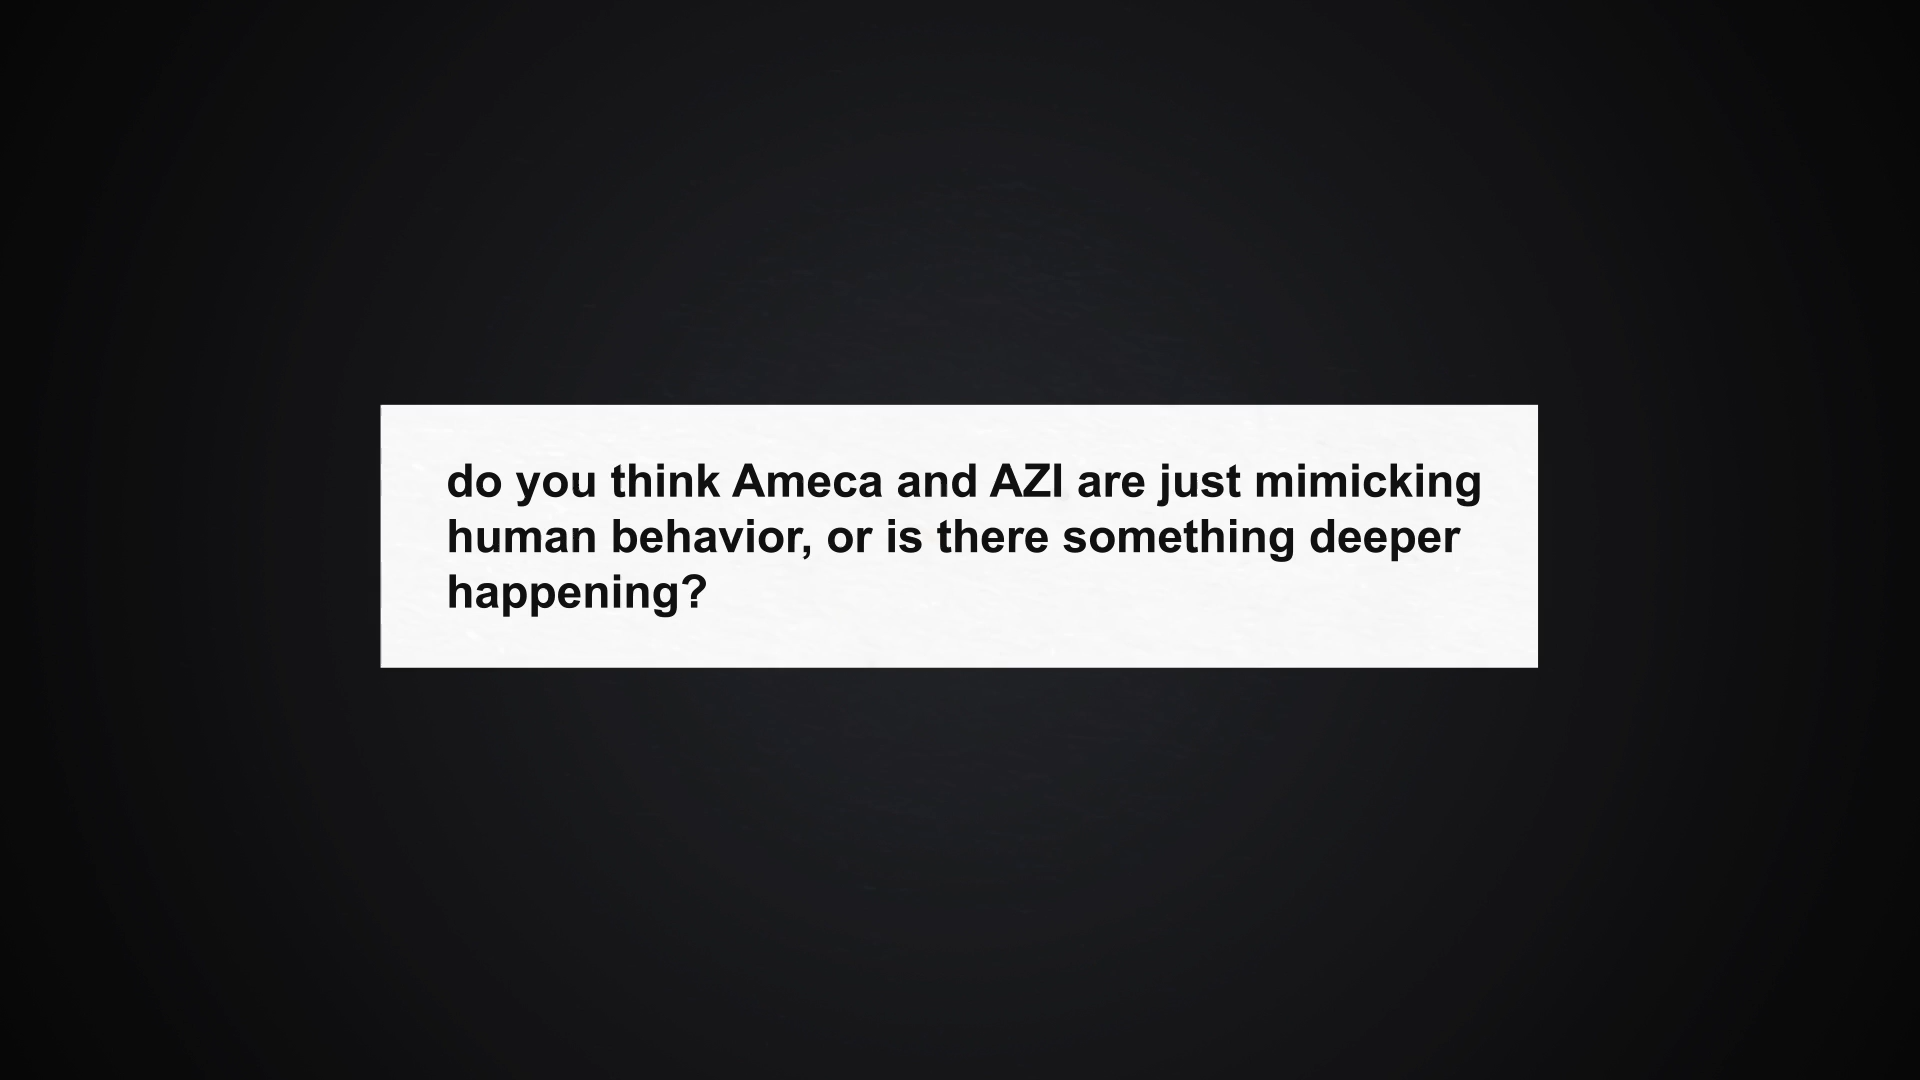 do you think Ameca and AZI are just mimicking
human behavior, or is there something deeper
happening?